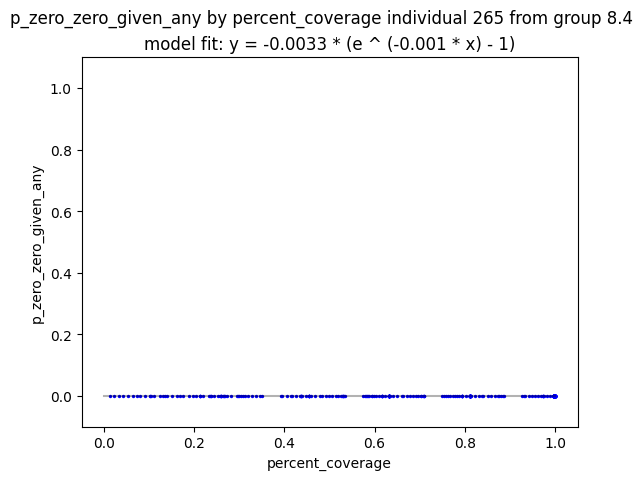 p_zero_zero_given_any by percent_coverage individual 265 from group 8.4
model fit: y = -0.0033 * (e ^ (-0.001 * x) - 1)
1.0
0.8
0.6
0.4
0.2
0.0
p_zero_zero_given_any
0.0 0.2 0.4 0.6 0.8 1.0
percent_coverage